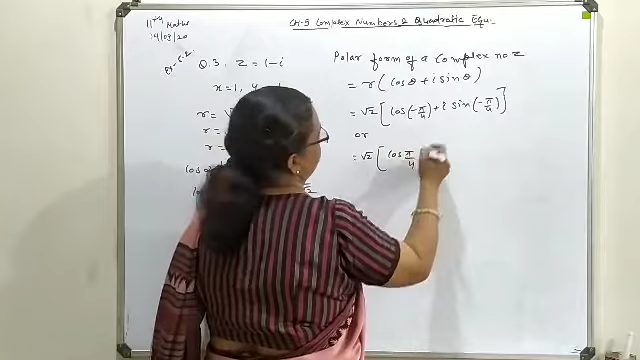 11th Maths
14/03/20
CH-5 Complex Numbers & Quadratic Equ.
Ex-5.2
Q.3. z = 1-i
x = 1, y
r =
r =
r =
Polar form of a complex no z
= r (cos θ + i sin θ)
= √2 [cos(-π/4) + i sin(-π/4)]
or
= √2 [cos π/4